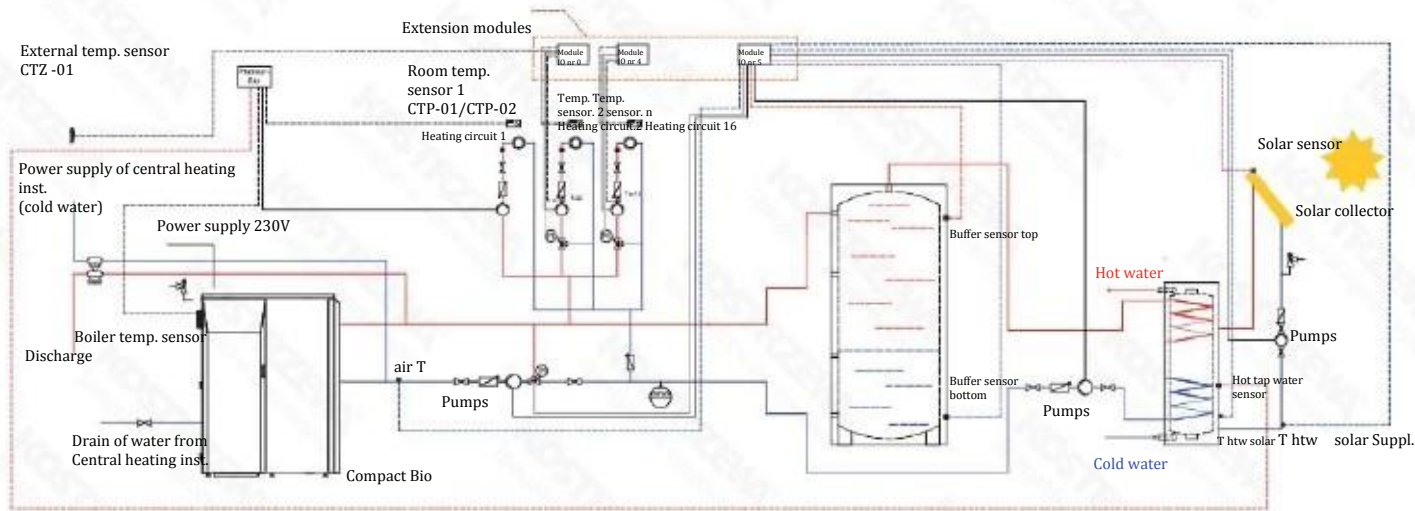 Extension modules
External temp. sensor
CTZ -01
Module
IO nr 0
Module
IO nr 4
Module
IO nr 5
Room temp.
sensor 1
CTP-01/CTP-02
Temp. Temp.
sensor. 2 sensor. n
Heating circuit 1
Heating circuit.2 Heating circuit 16
Solar sensor
Power supply of central heating
inst.
(cold water)
Solar collector
Power supply 230V
Buffer sensor top
Hot water
Boiler temp. sensor
Discharge
air T
Pumps
Pumps
Buffer sensor
bottom
Hot tap water
sensor
Pumps
Drain of water from
Central heating inst.
T htw solar T htw solar Suppl.
Compact Bio
Cold water
KOSTRZEWA